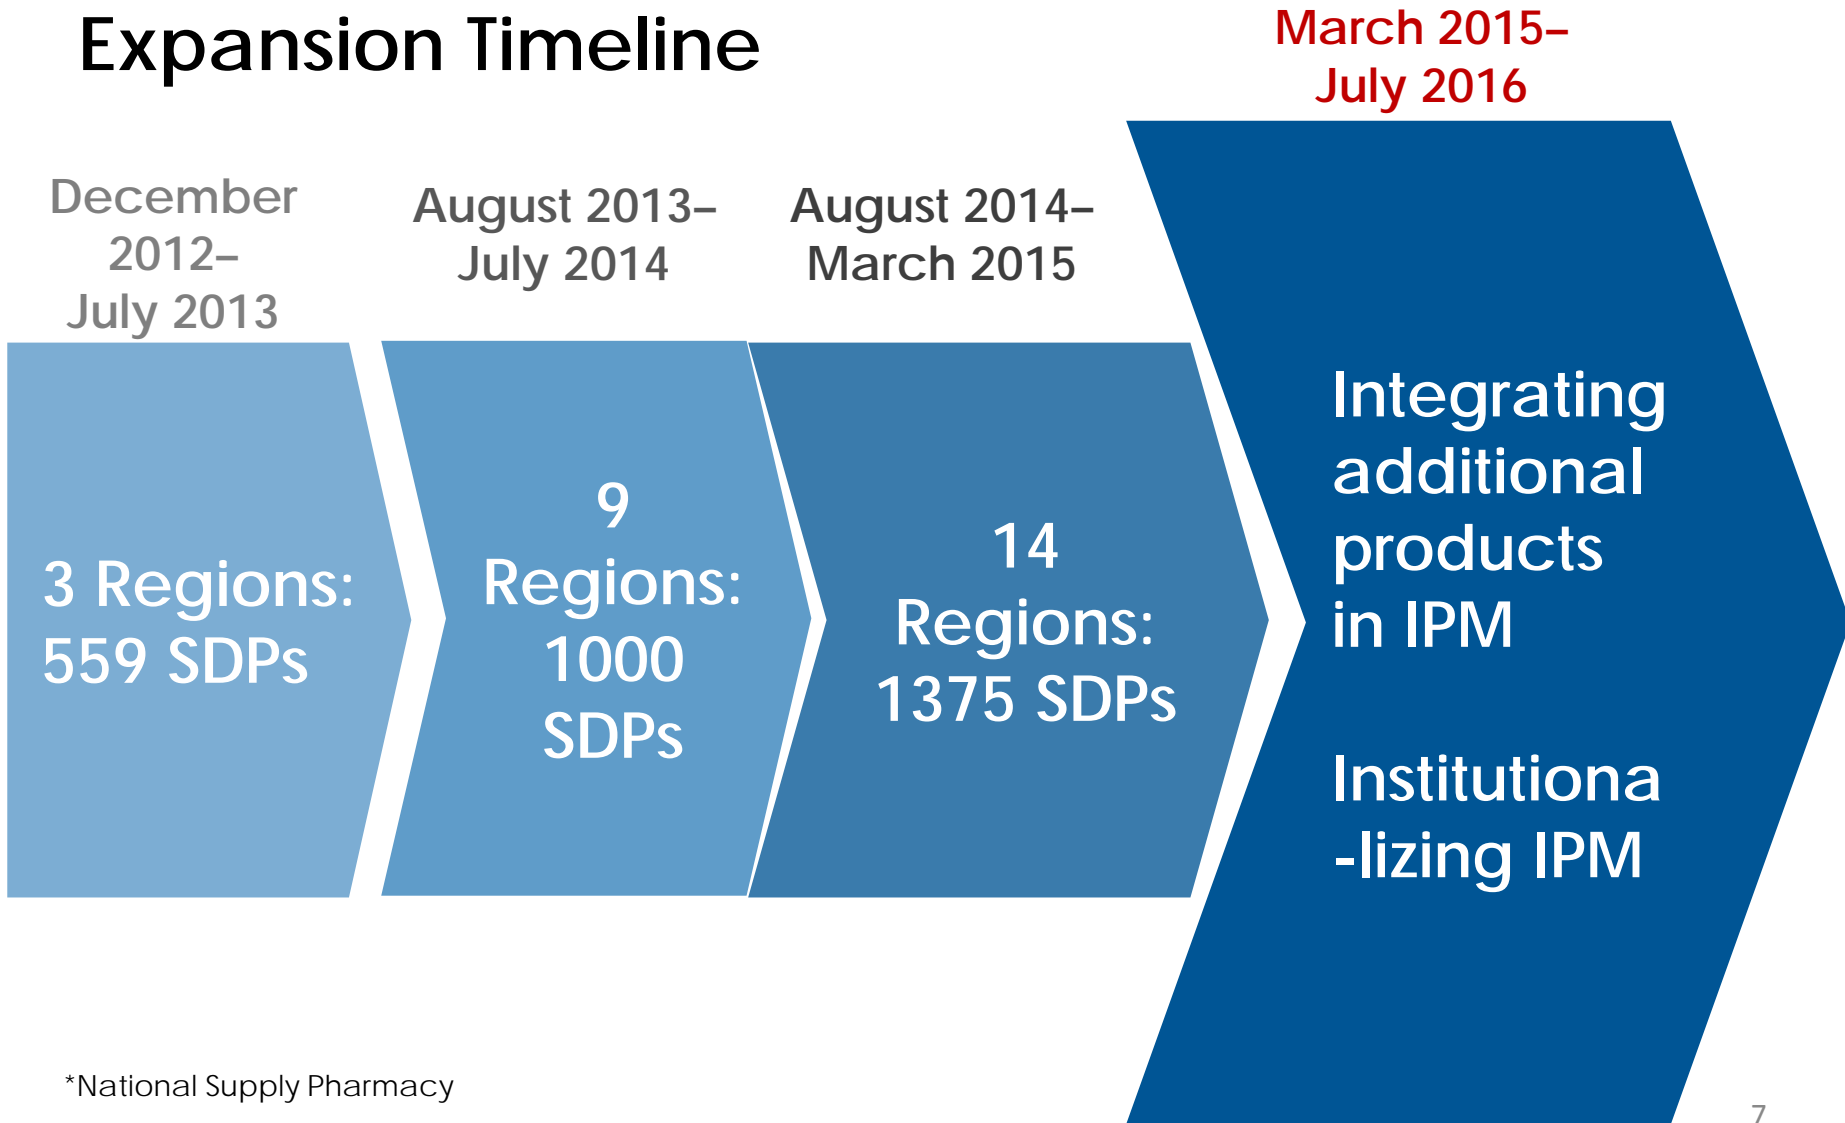 Expansion Timeline
December
2012–
July 2013
August 2013–
July 2014
August 2014–
March 2015
March 2015–
July 2016
3 Regions:
559 SDPs
9
Regions:
1000
SDPs
14
Regions:
1375 SDPs
Integrating
additional
products
in IPM
Institutiona
-lizing IPM
*National Supply Pharmacy
7